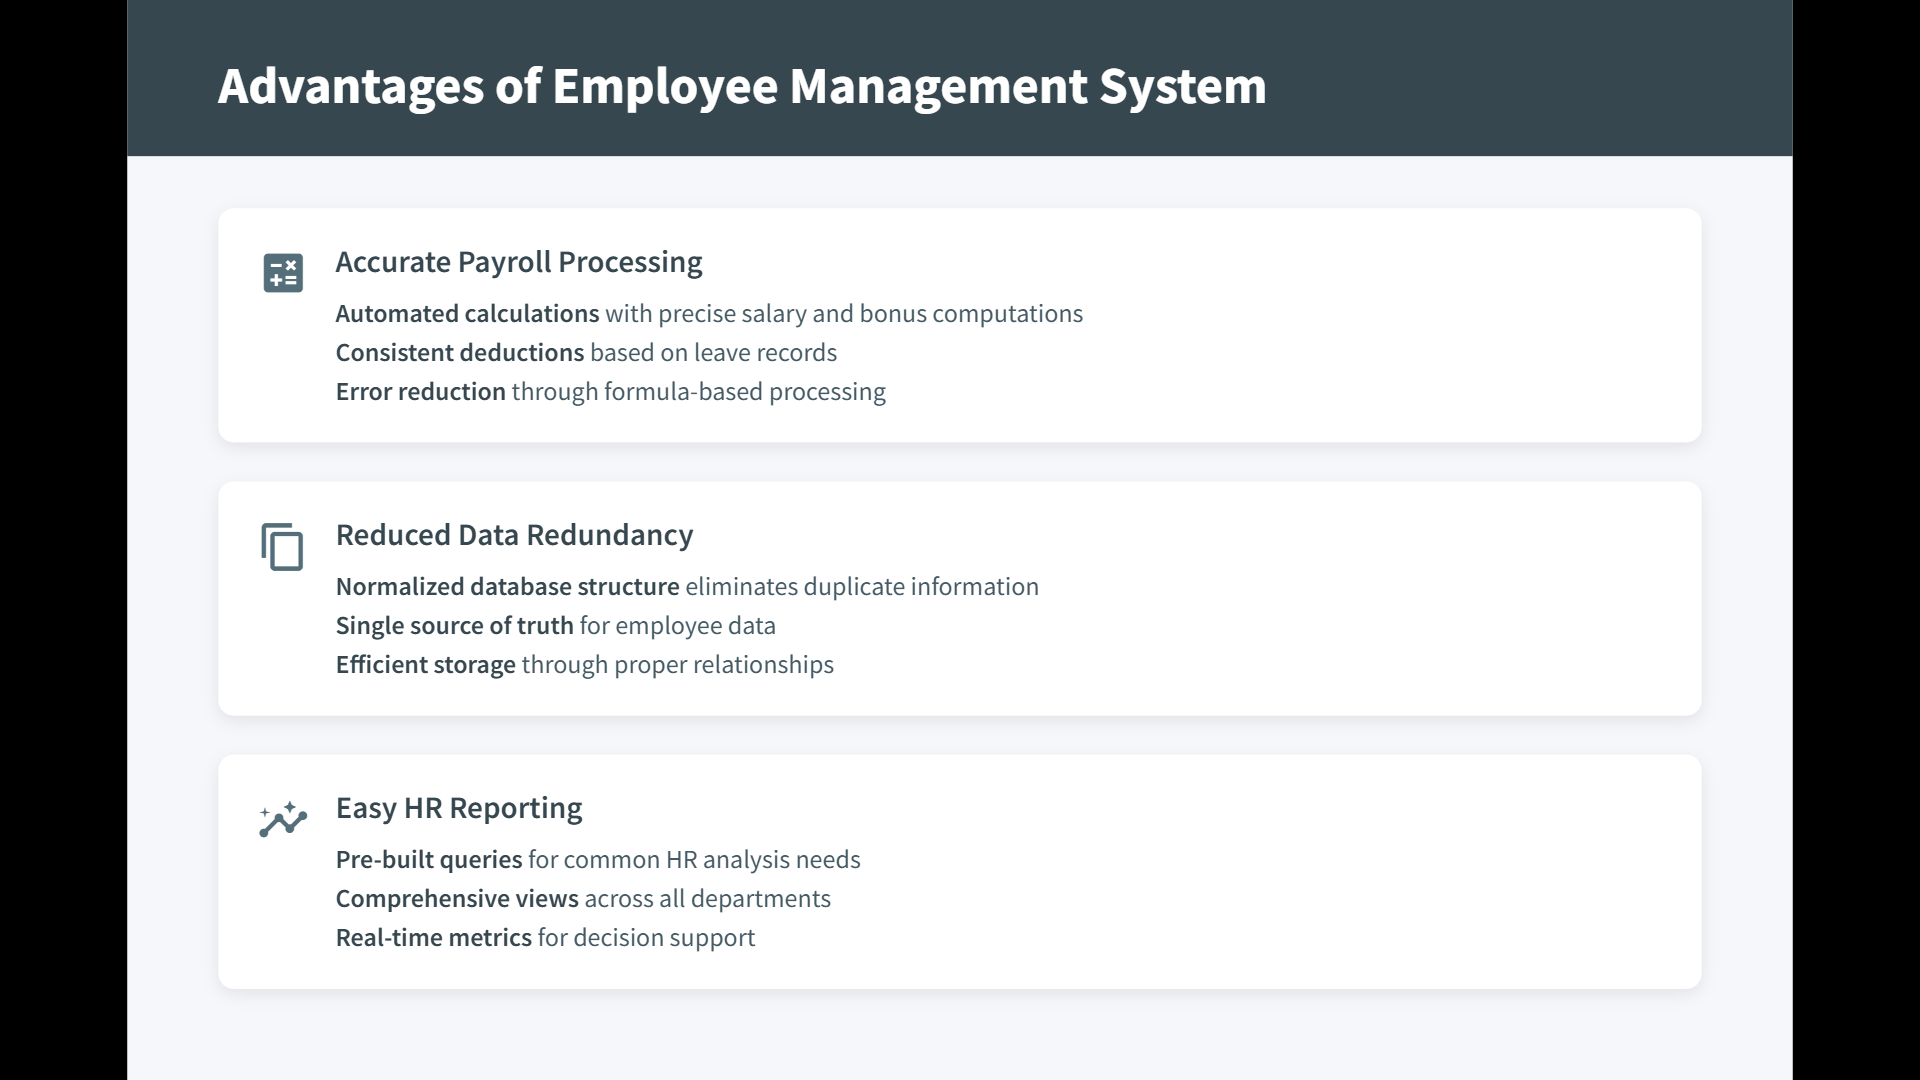 Advantages of Employee Management System
Accurate Payroll Processing
Automated calculations with precise salary and bonus computations
Consistent deductions based on leave records
Error reduction through formula-based processing
Reduced Data Redundancy
Normalized database structure eliminates duplicate information
Single source of truth for employee data
Efficient storage through proper relationships
Easy HR Reporting
Pre-built queries for common HR analysis needs
Comprehensive views across all departments
Real-time metrics for decision support